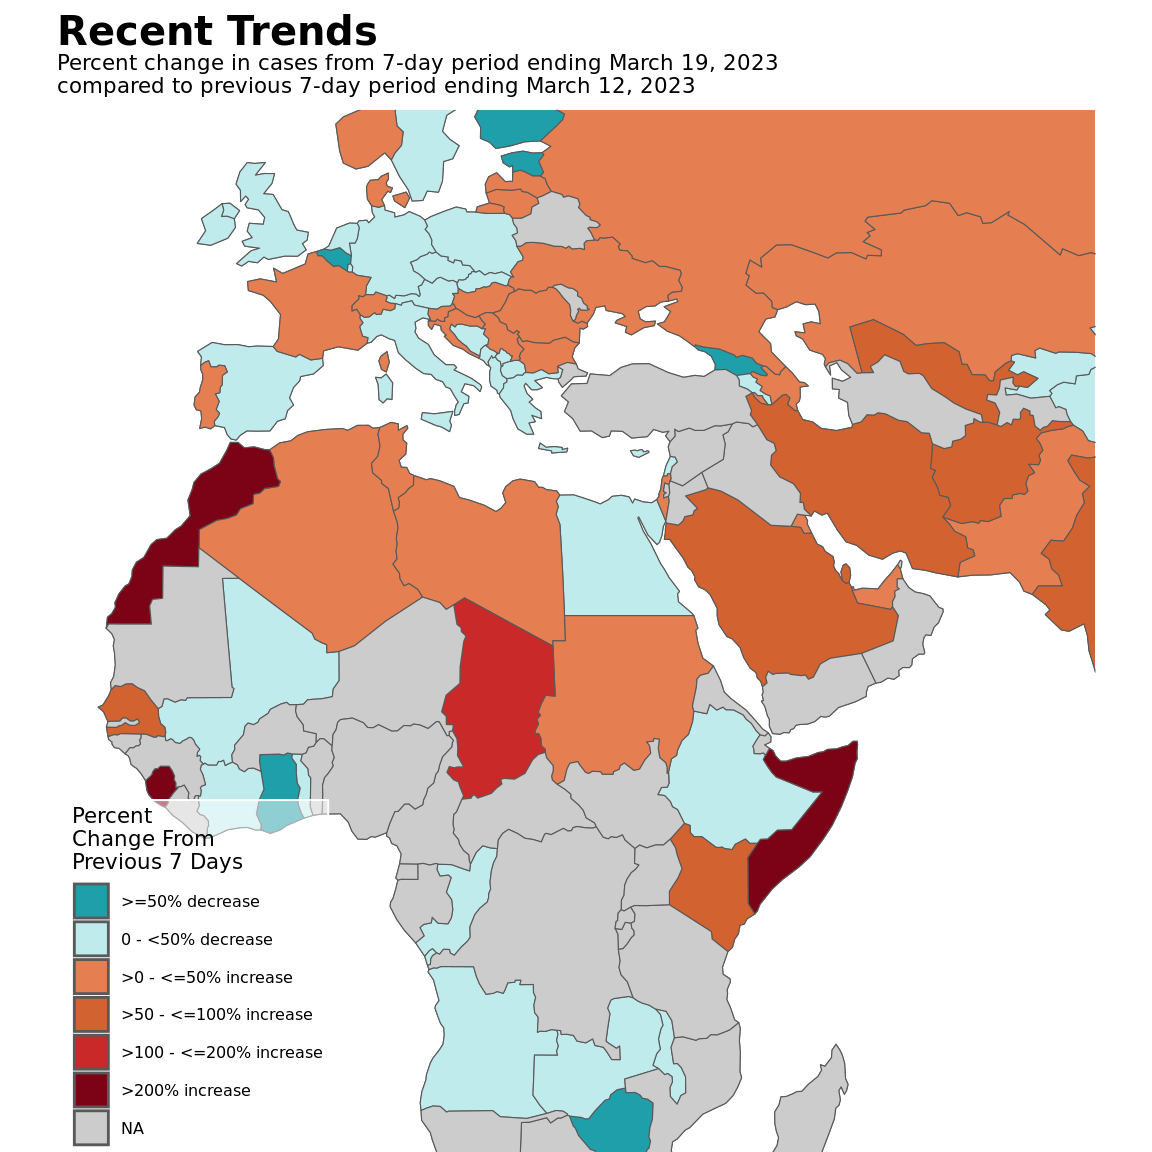 Recent Trends
Percent change in cases from 7-day period ending March 19, 2023
compared to previous 7-day period ending March 12, 2023
Percent
Change From
Previous 7 Days
>=50% decrease
0 - <50% decrease
>0 - <=50% increase
>50 - <=100% increase
>100 - <=200% increase
>200% increase
NA